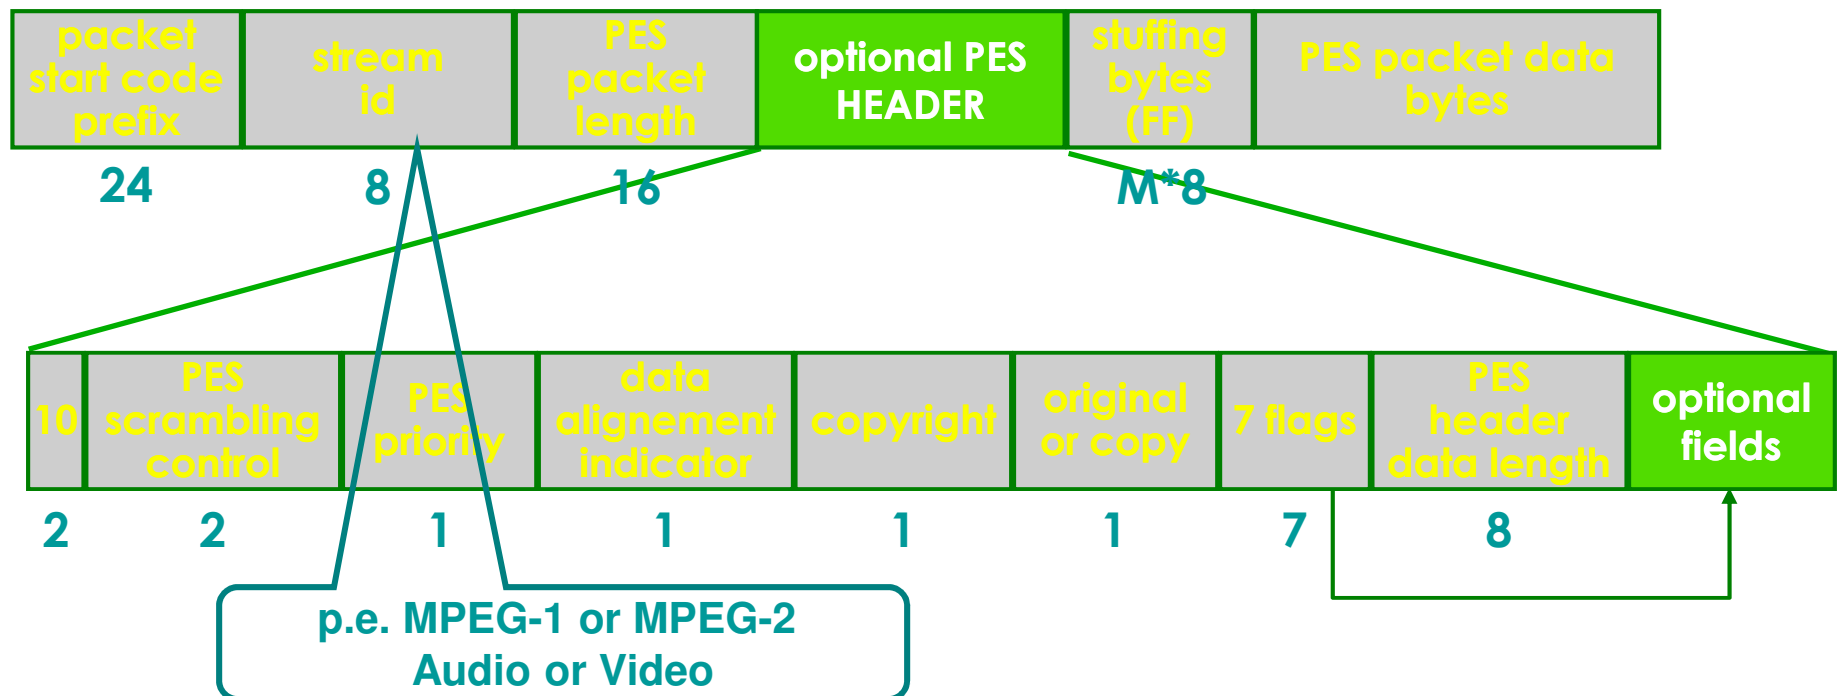 packet
start code
prefix
stream
id
PES
packet
length
optional PES
HEADER
stuffing
bytes
(FF)
PES packet data
bytes
24
8
16
M*8
10
PES
scrambling
control
PES
priority
data
alignement
indicator
copyright
original
or copy
7 flags
PES
header
data length
optional
fields
2
2
1
1
1
1
7
8
p.e. MPEG-1 or MPEG-2
Audio or Video